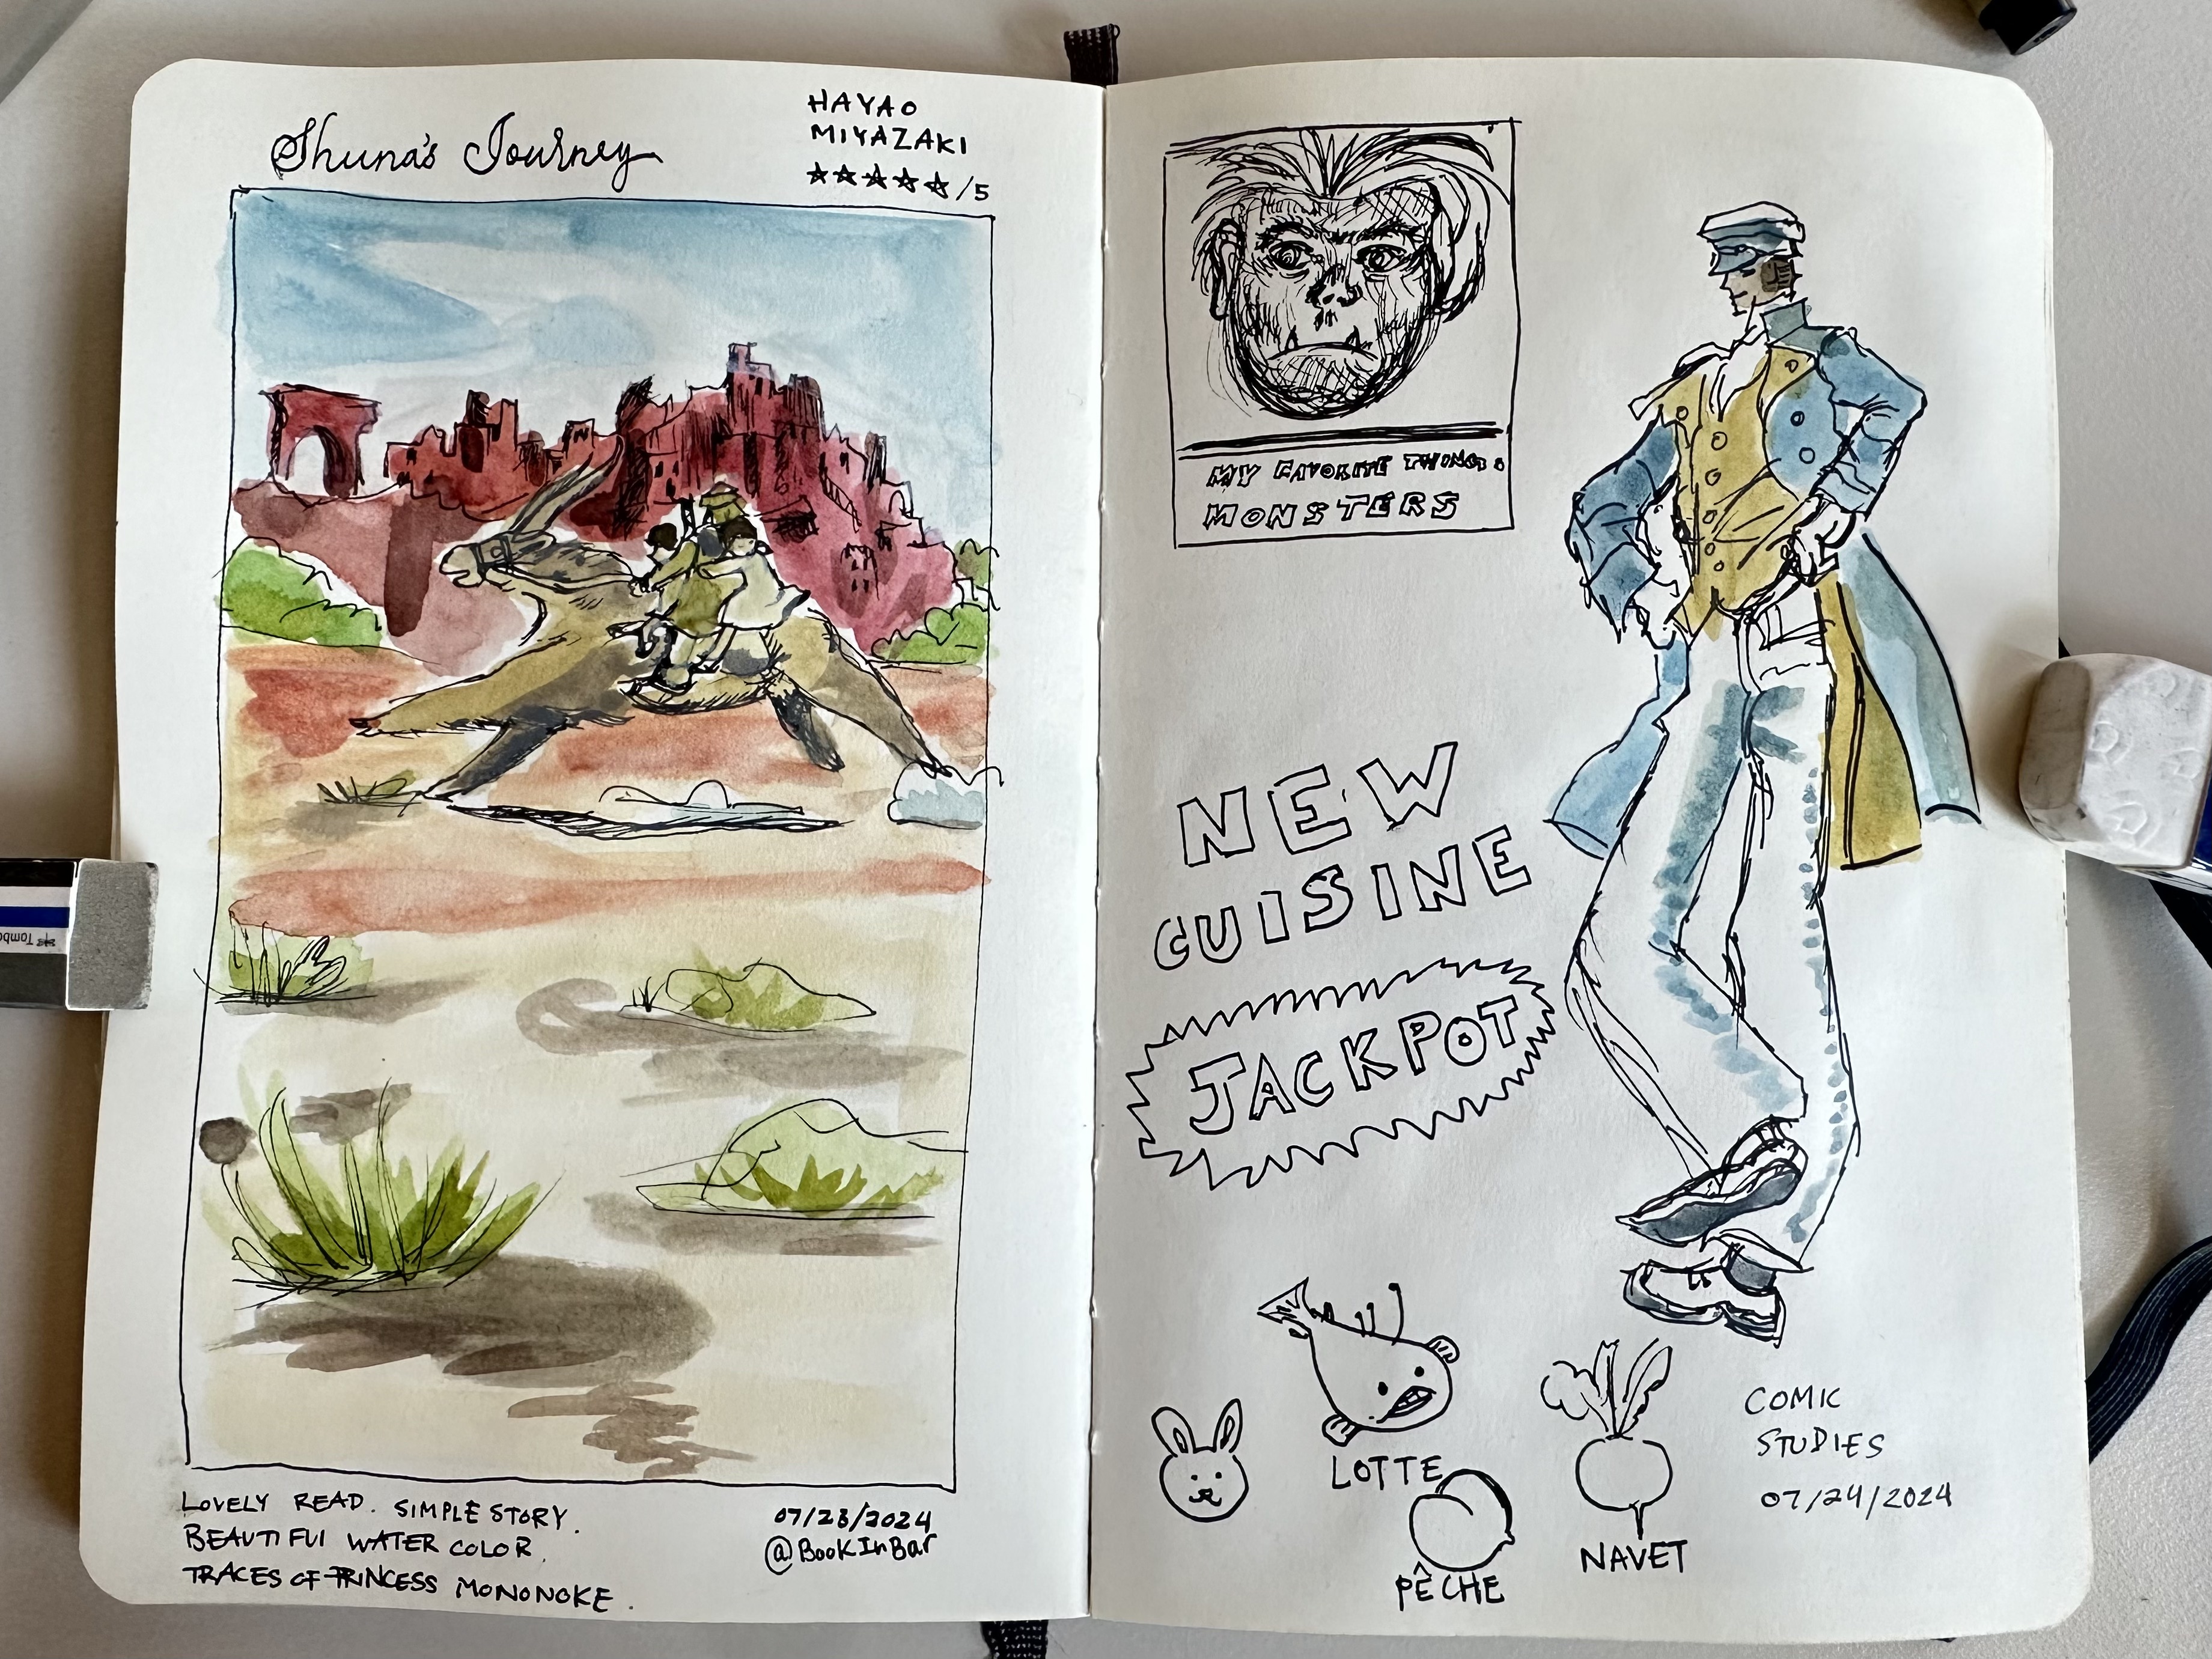 Shuna's Journey
HAYAO
MIYAZAKI
★★★★★/5
LOVELY READ. SIMPLE STORY.
BEAUTIFUL WATER COLOR.
TRACES OF PRINCESS MONONOKE.
07/23/2024
@BookInBar
Tombo
MY FAVORITE THING:
MONSTERS
NEW
CUISINE
JACKPOT
LOTTE
PÊCHE
NAVET
COMIC
STUDIES
07/24/2024